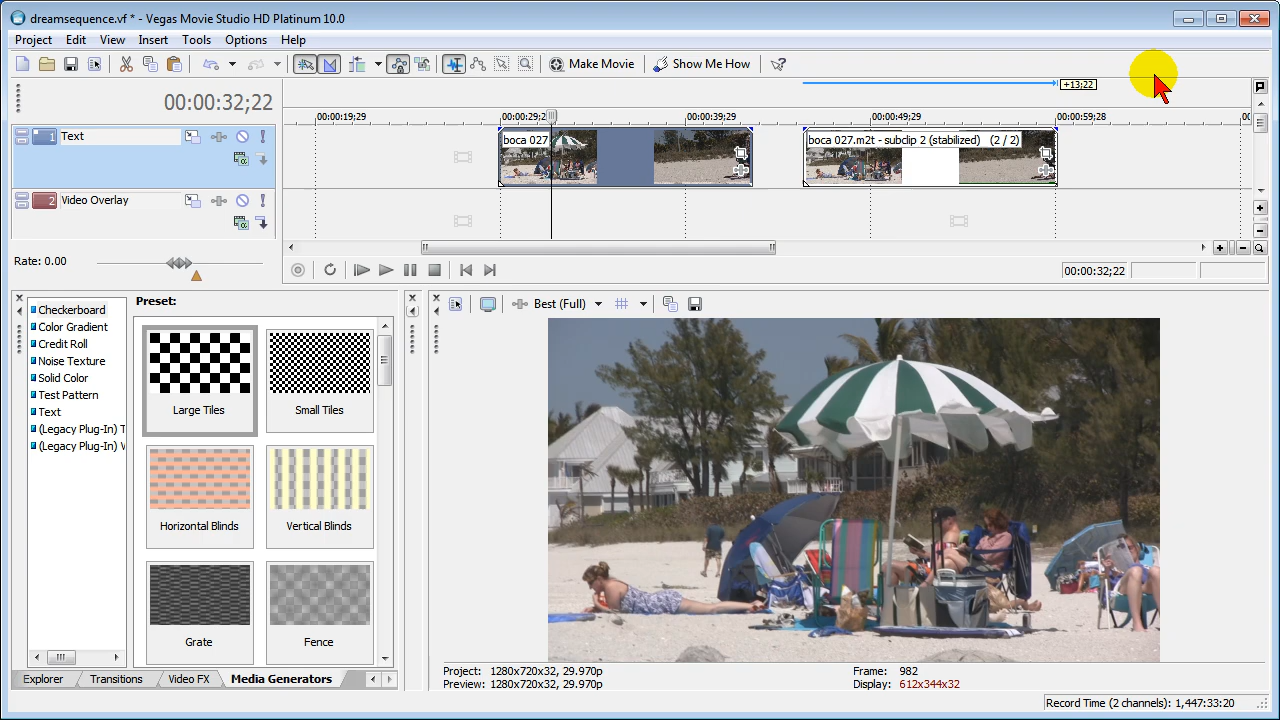 dreamsequence.vf * - Vegas Movie Studio HD Platinum 10.0
Project Edit View Insert Tools Options Help
Make Movie Show Me How
+13;22
00:00:32;22
00:00:19;29 00:00:29;2 00:00:39;29 00:00:49;29 00:00:59;28 00
1 Text
boca 027
boca 027.m2t - subclip 2 (stabilized) (2 / 2)
2 Video Overlay
Rate: 0.00
00:00:32;22
Checkerboard
Color Gradient
Credit Roll
Noise Texture
Solid Color
Test Pattern
Text
(Legacy Plug-In) T
(Legacy Plug-In)
Preset:
Large Tiles
Small Tiles
Horizontal Blinds
Vertical Blinds
Grate
Fence
Explorer Transitions Video FX Media Generators
Best (Full)
Project: 1280x720x32, 29.970p
Preview: 1280x720x32, 29.970p
Frame: 982
Display: 612x344x32
Record Time (2 channels): 1,447:33:20